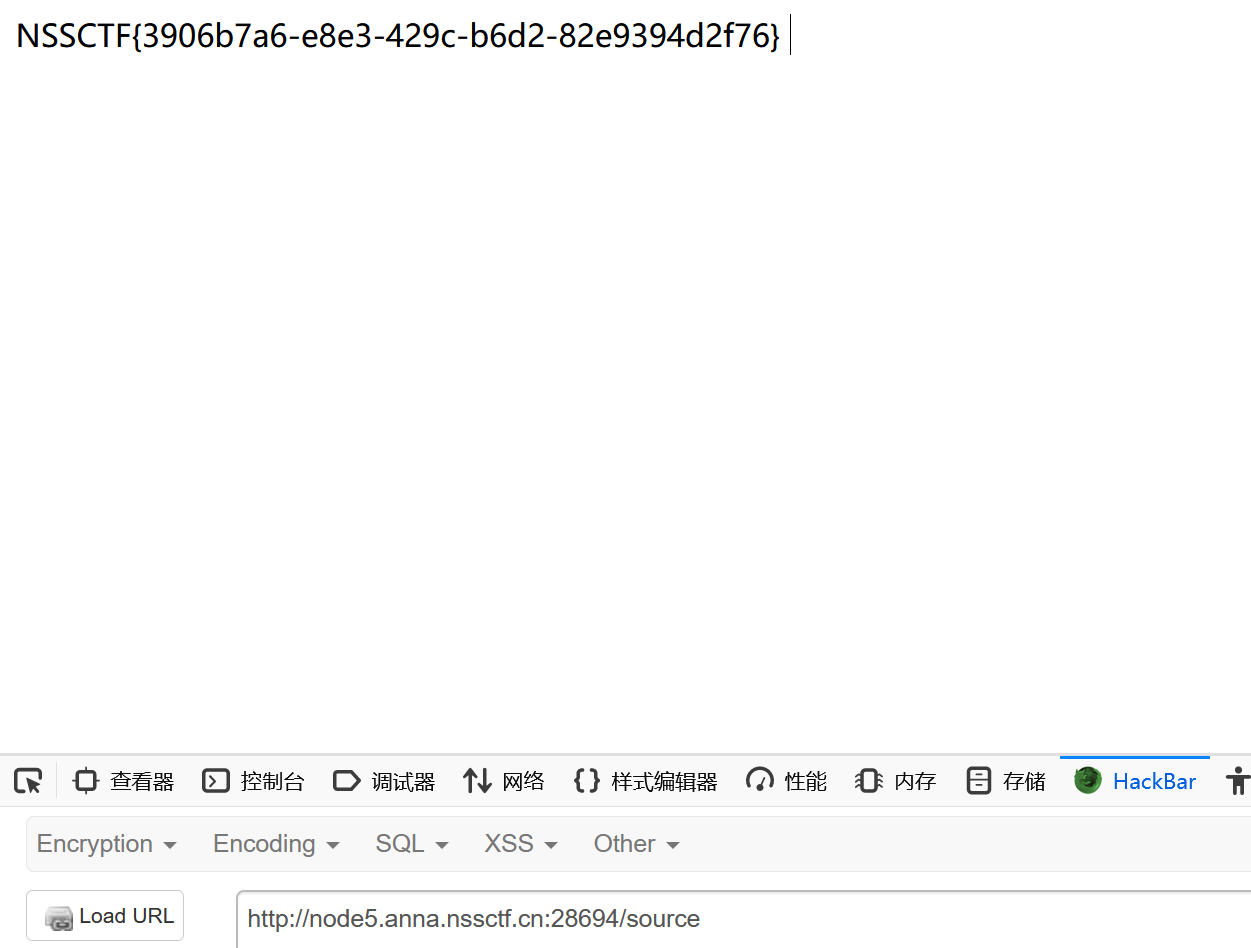 NSSCTF{3906b7a6-e8e3-429c-b6d2-82e9394d2f76}
查看器 控制台 调试器 网络 样式编辑器 性能 内存 存储 HackBar
Encryption Encoding SQL XSS Other
Load URL http://node5.anna.nssctf.cn:28694/source